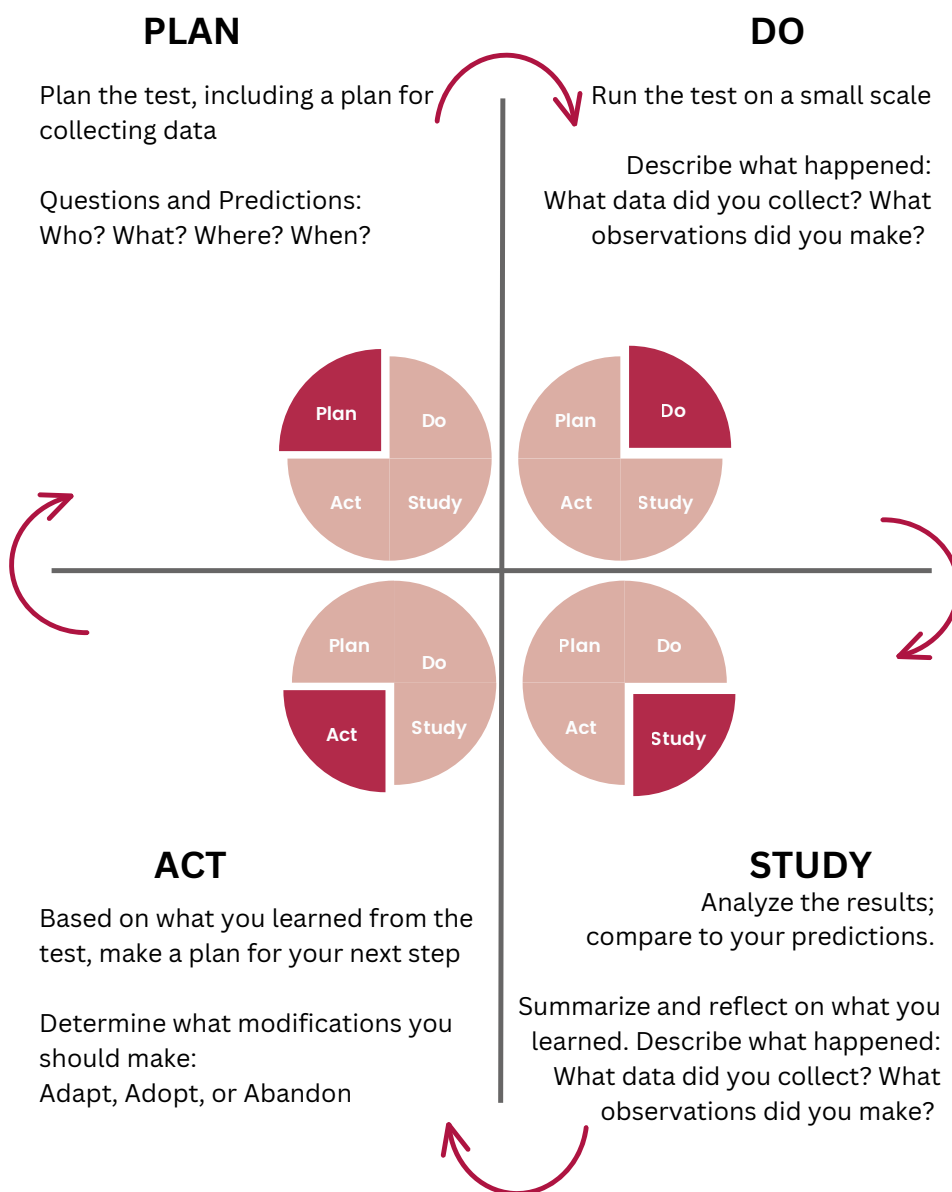 PLAN
Plan the test, including a plan for
collecting data
Questions and Predictions:
Who? What? Where? When?
DO
Run the test on a small scale
Describe what happened:
What data did you collect? What
observations did you make?
Plan
Do
Act
Study
Plan
Do
Act
Study
Plan
Do
Act
Study
Plan
Do
Act
Study
ACT
Based on what you learned from the
test, make a plan for your next step
Determine what modifications you
should make:
Adapt, Adopt, or Abandon
STUDY
Analyze the results;
compare to your predictions.
Summarize and reflect on what you
learned. Describe what happened:
What data did you collect? What
observations did you make?